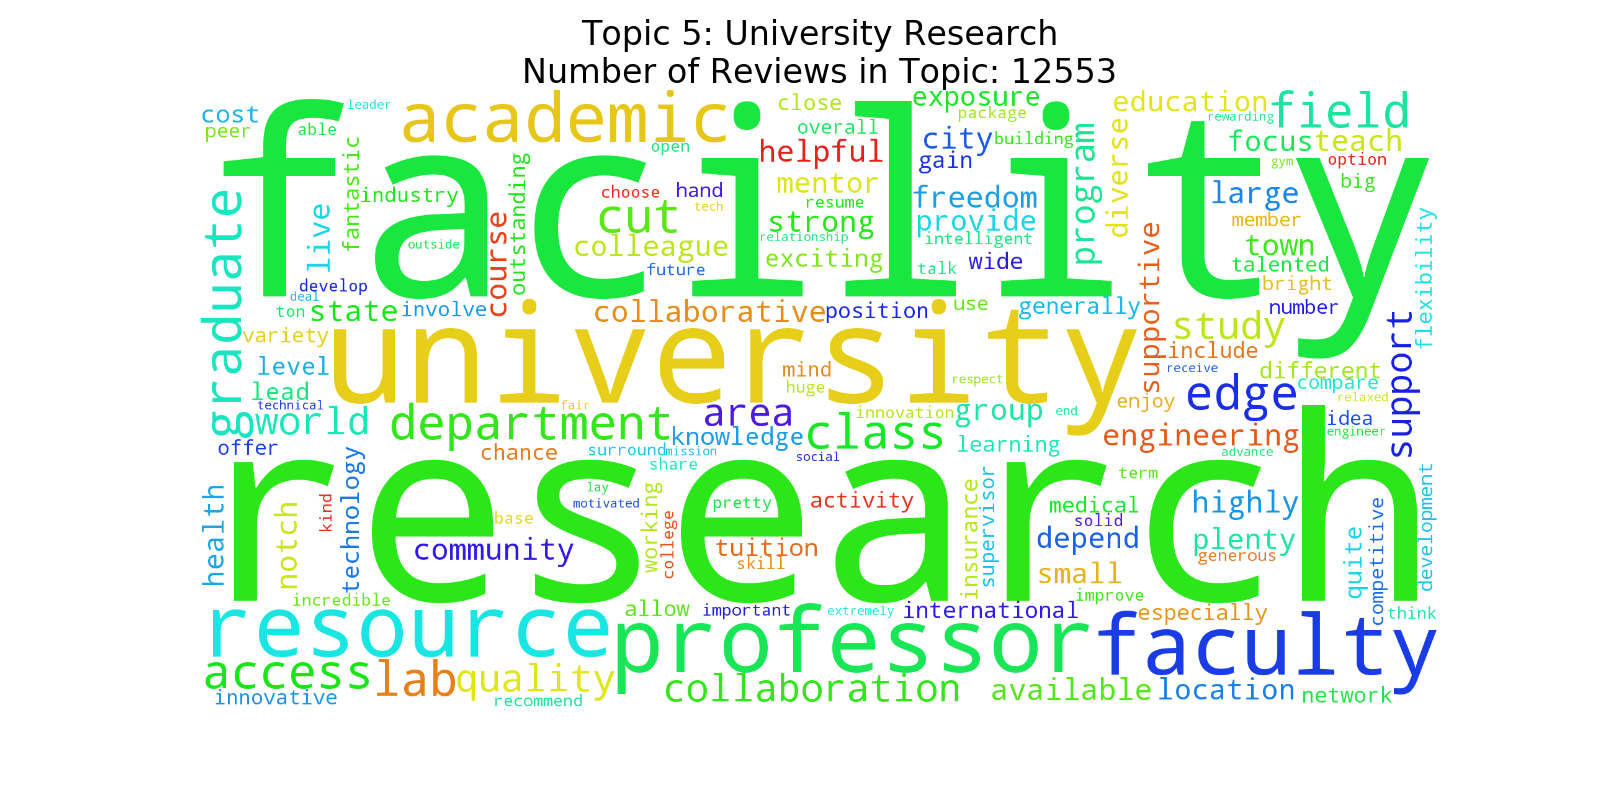 Topic 5: University Research
Number of Reviews in Topic: 12553
cost
leader
academic
close
exposure
education
field
peer
able
package
rewarding
overall
city
building
focus
teach
fantastic
open
helpful
gain
program
diverse
gym
option
facility
industry
outstanding
choose
hand
mentor
freedom
large
big
tech
resume
graduate
live
cut
strong
provide
member
outside
course
colleague
relationship
intelligent
town
flexibility
exciting
talk
wide
talented
future
supportive
bright
develop
deal
ton
state
involve
collaborative
position
use
generally
number
variety
university
study
support
level
mind
include
different
receive
lead
huge
respect
edge
compare
technical
fair
enjoy
relaxed
world
department
area
innovation
group
end
idea
engineer
knowledge
class
engineering
offer
chance
surround
mission
learning
advance
share
social
research
health
notch
kind
technology
lay
motivated
working
pretty
activity
insurance
supervisor
term
medical
highly
development
base
college
solid
community
tuition
depend
plenty
quite
competitive
skill
generous
small
incredible
improve
allow
important
extremely
international
especially
think
resource
professor
faculty
access
lab
quality
collaboration
available
location
network
innovative
recommend